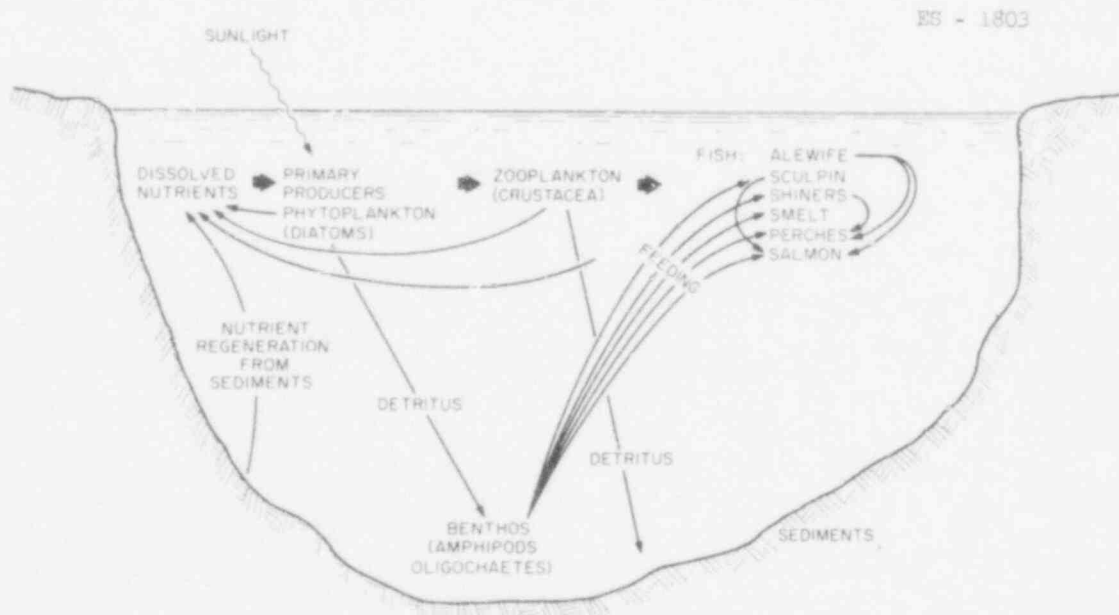 ES - 1803
SUNLIGHT
DISSOLVED
NUTRIENTS
PRIMARY
PRODUCERS
PHYTOPLANKTON
(DIATOMS)
ZOOPLANKTON
(CRUSTACEA)
FISH: ALEWIFE
SCULPIN
SHINERS
SMELT
PERCHES
SALMON
FEEDING
NUTRIENT
REGENERATION
FROM
SEDIMENTS
DETRITUS
DETRITUS
BENTHOS
(AMPHIPODS
OLIGOCHAETES)
SEDIMENTS